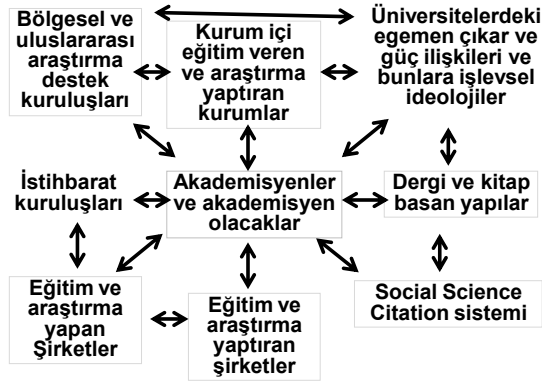 Bölgesel ve
uluslararası
araştırma
destek
kuruluşları
Kurum içi
eğitim veren
ve araştırma
yaptıran
kurumlar
Üniversitelerdeki
egemen çıkar ve
güç ilişkileri ve
bunlara işlevsel
ideolojiler
İstihbarat
kuruluşları
Akademisyenler
ve akademisyen
olacaklar
Dergi ve kitap
basan yapılar
Eğitim ve
araştırma
yapan
Şirketler
Eğitim ve
araştırma
yaptıran
şirketler
Social Science
Citation sistemi